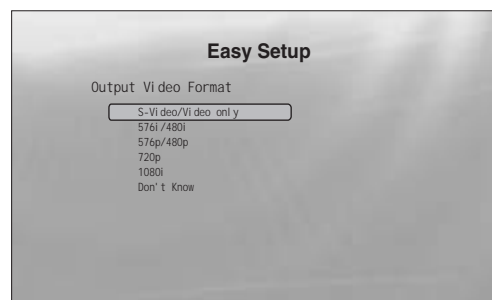 Easy Setup
Output Video Format
S-Video/Video only
576i/480i
576p/480p
720p
1080i
Don't Know